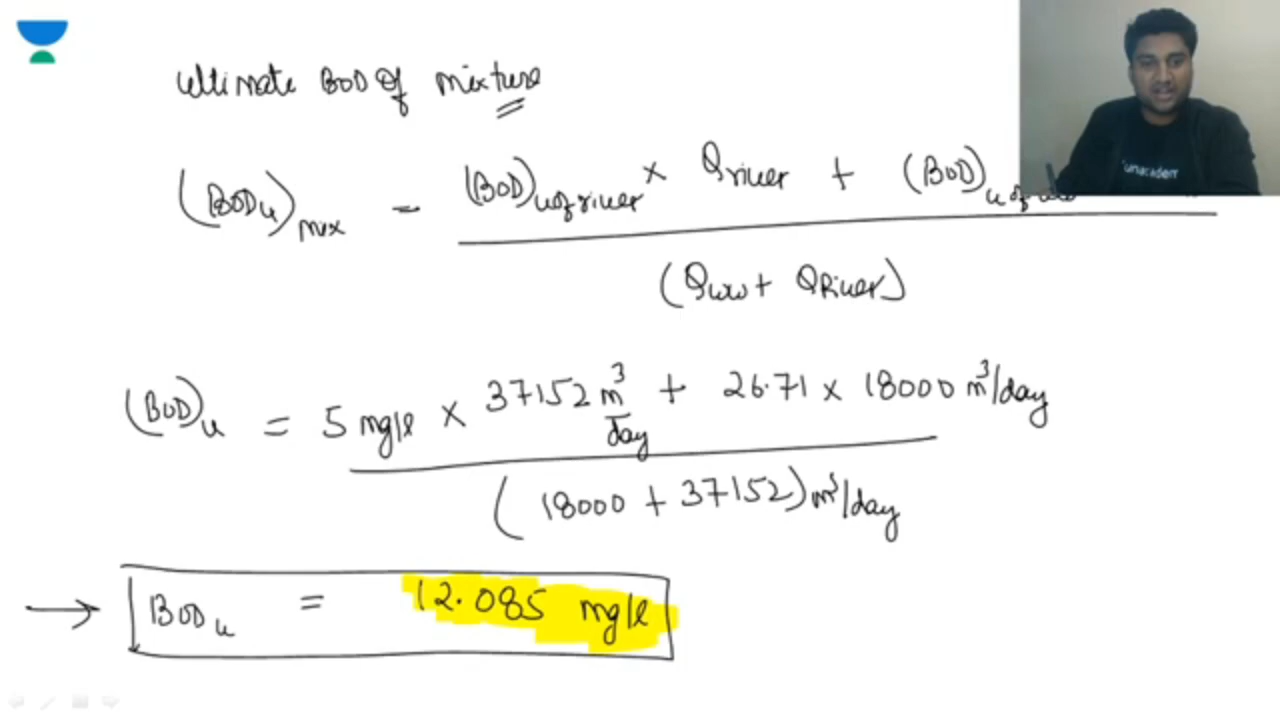 Ultimate BOD of mixture
(BODu)mix = (BOD)u of river × Qriver + (BOD)u of
(Qww + QRiver)
unacadem
(BOD)u = 5 mg/l × 37152 m³/day + 26.71 × 18000 m³/day
(18000 + 37152) m³/day
→ BODu = 12.085 mg/l